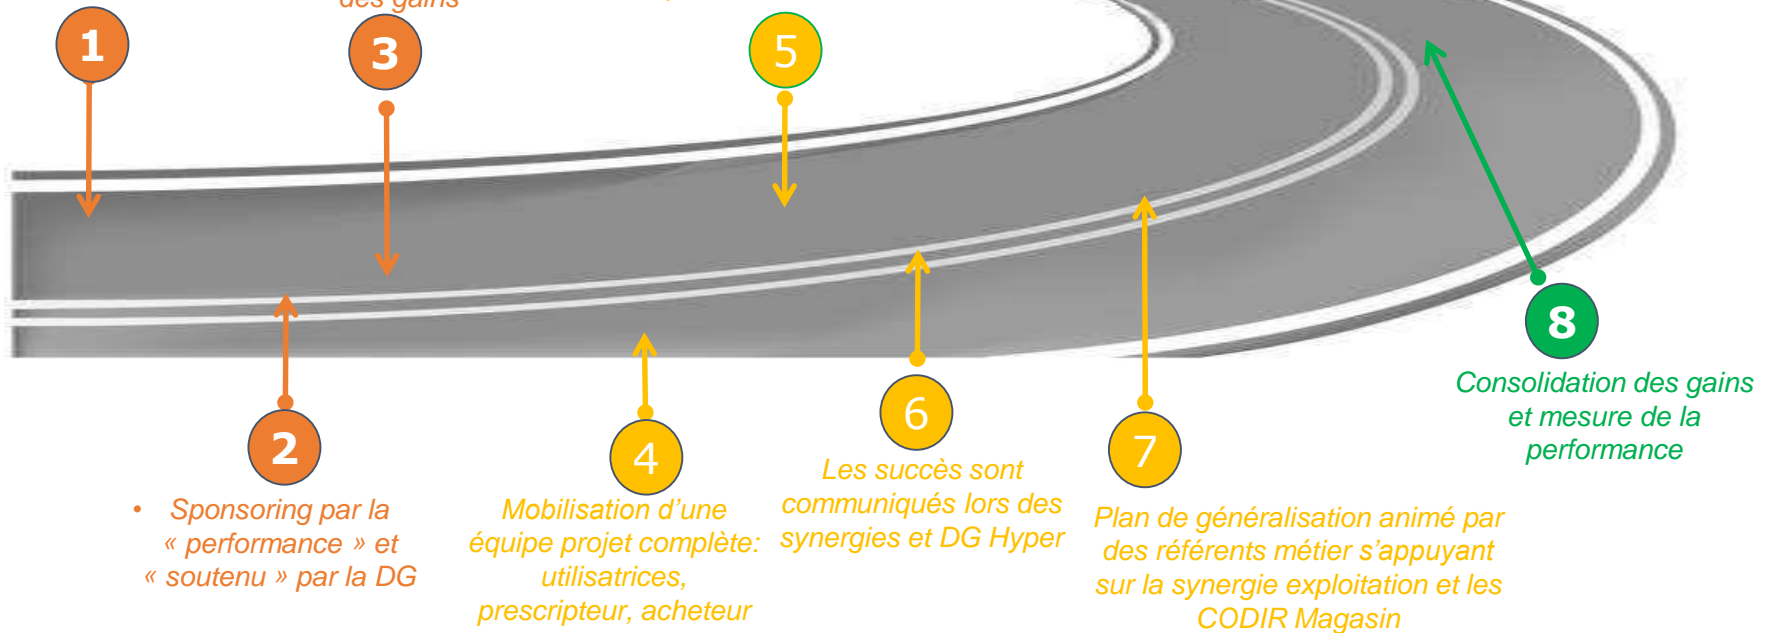 des gains
1
3
5
8
Consolidation des gains
et mesure de la
performance
2
• Sponsoring par la
« performance » et
« soutenu » par la DG
4
Mobilisation d’une
équipe projet complète:
utilisatrices,
prescripteur, acheteur
6
Les succès sont
communiqués lors des
synergies et DG Hyper
7
Plan de généralisation animé par
des référents métier s’appuyant
sur la synergie exploitation et les
CODIR Magasin